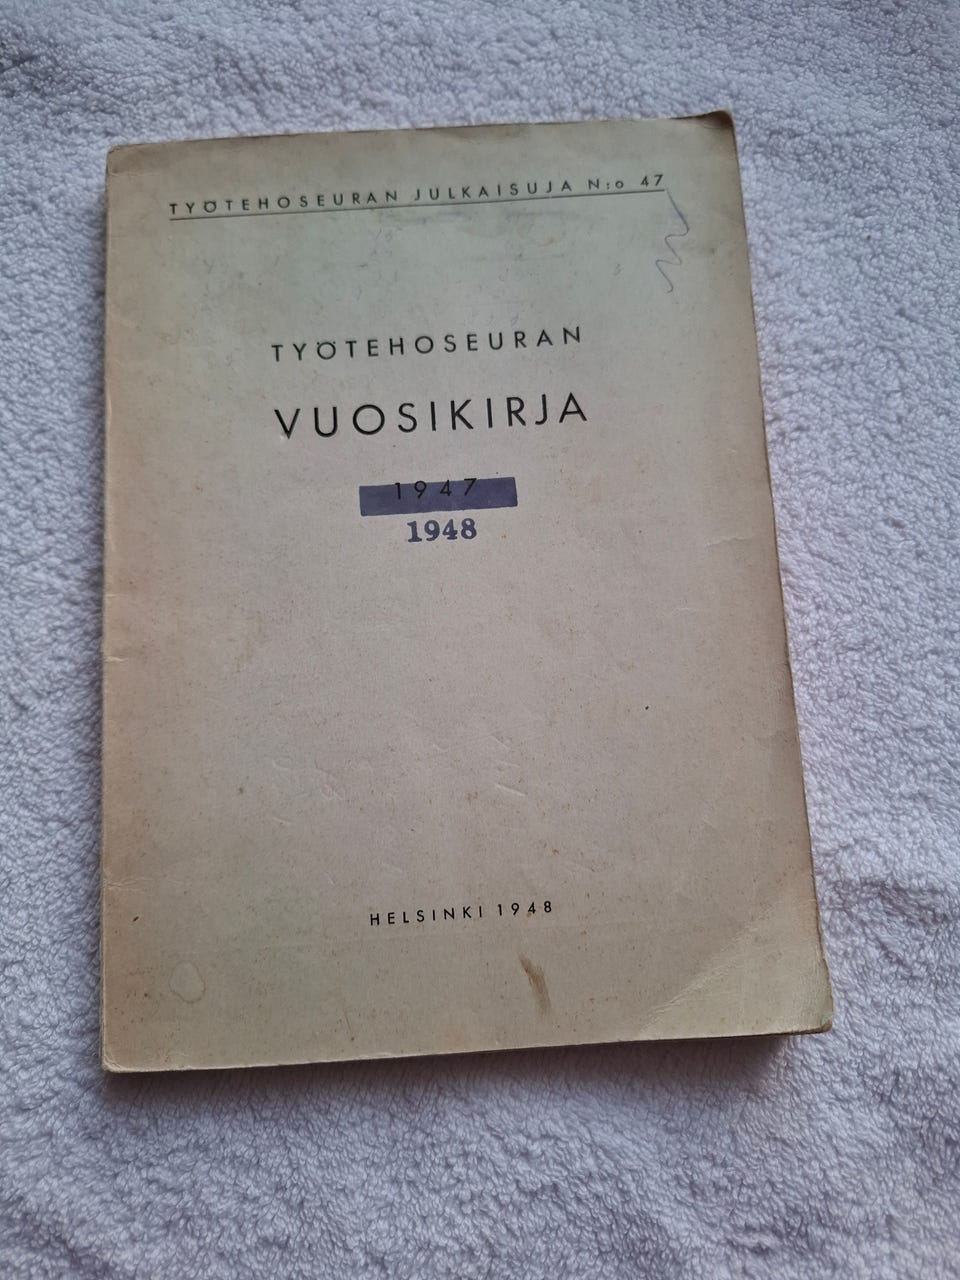 TYÖTEHOSEURAN JULKAISUJA N:o 47
TYÖTEHOSEURAN
VUOSIKIRJA
1947
1948
HELSINKI 1948